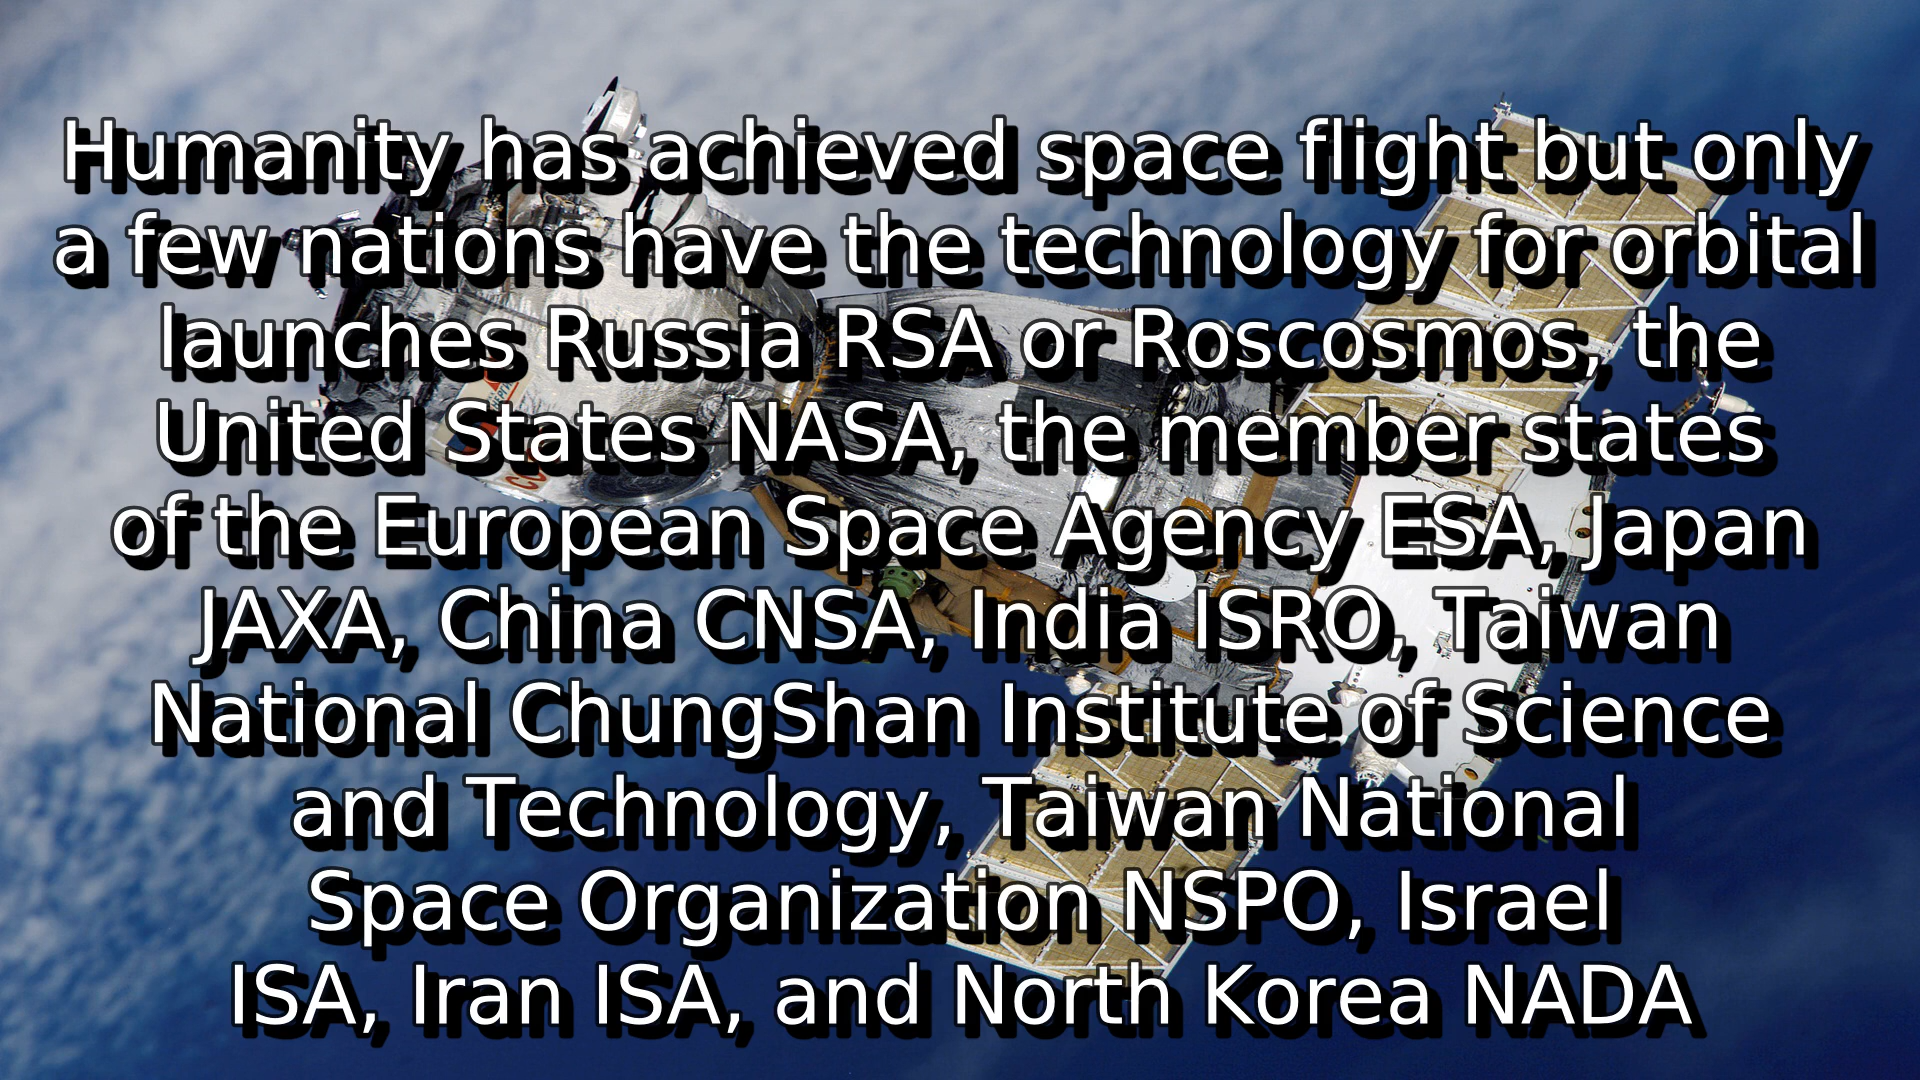 Humanity has achieved space flight but only
a few nations have the technology for orbital
launches Russia RSA or Roscosmos, the
United States NASA, the member states
of the European Space Agency ESA, Japan
JAXA, China CNSA, India ISRO, Taiwan
National ChungShan Institute of Science
and Technology, Taiwan National
Space Organization NSPO, Israel
ISA, Iran ISA, and North Korea NADA